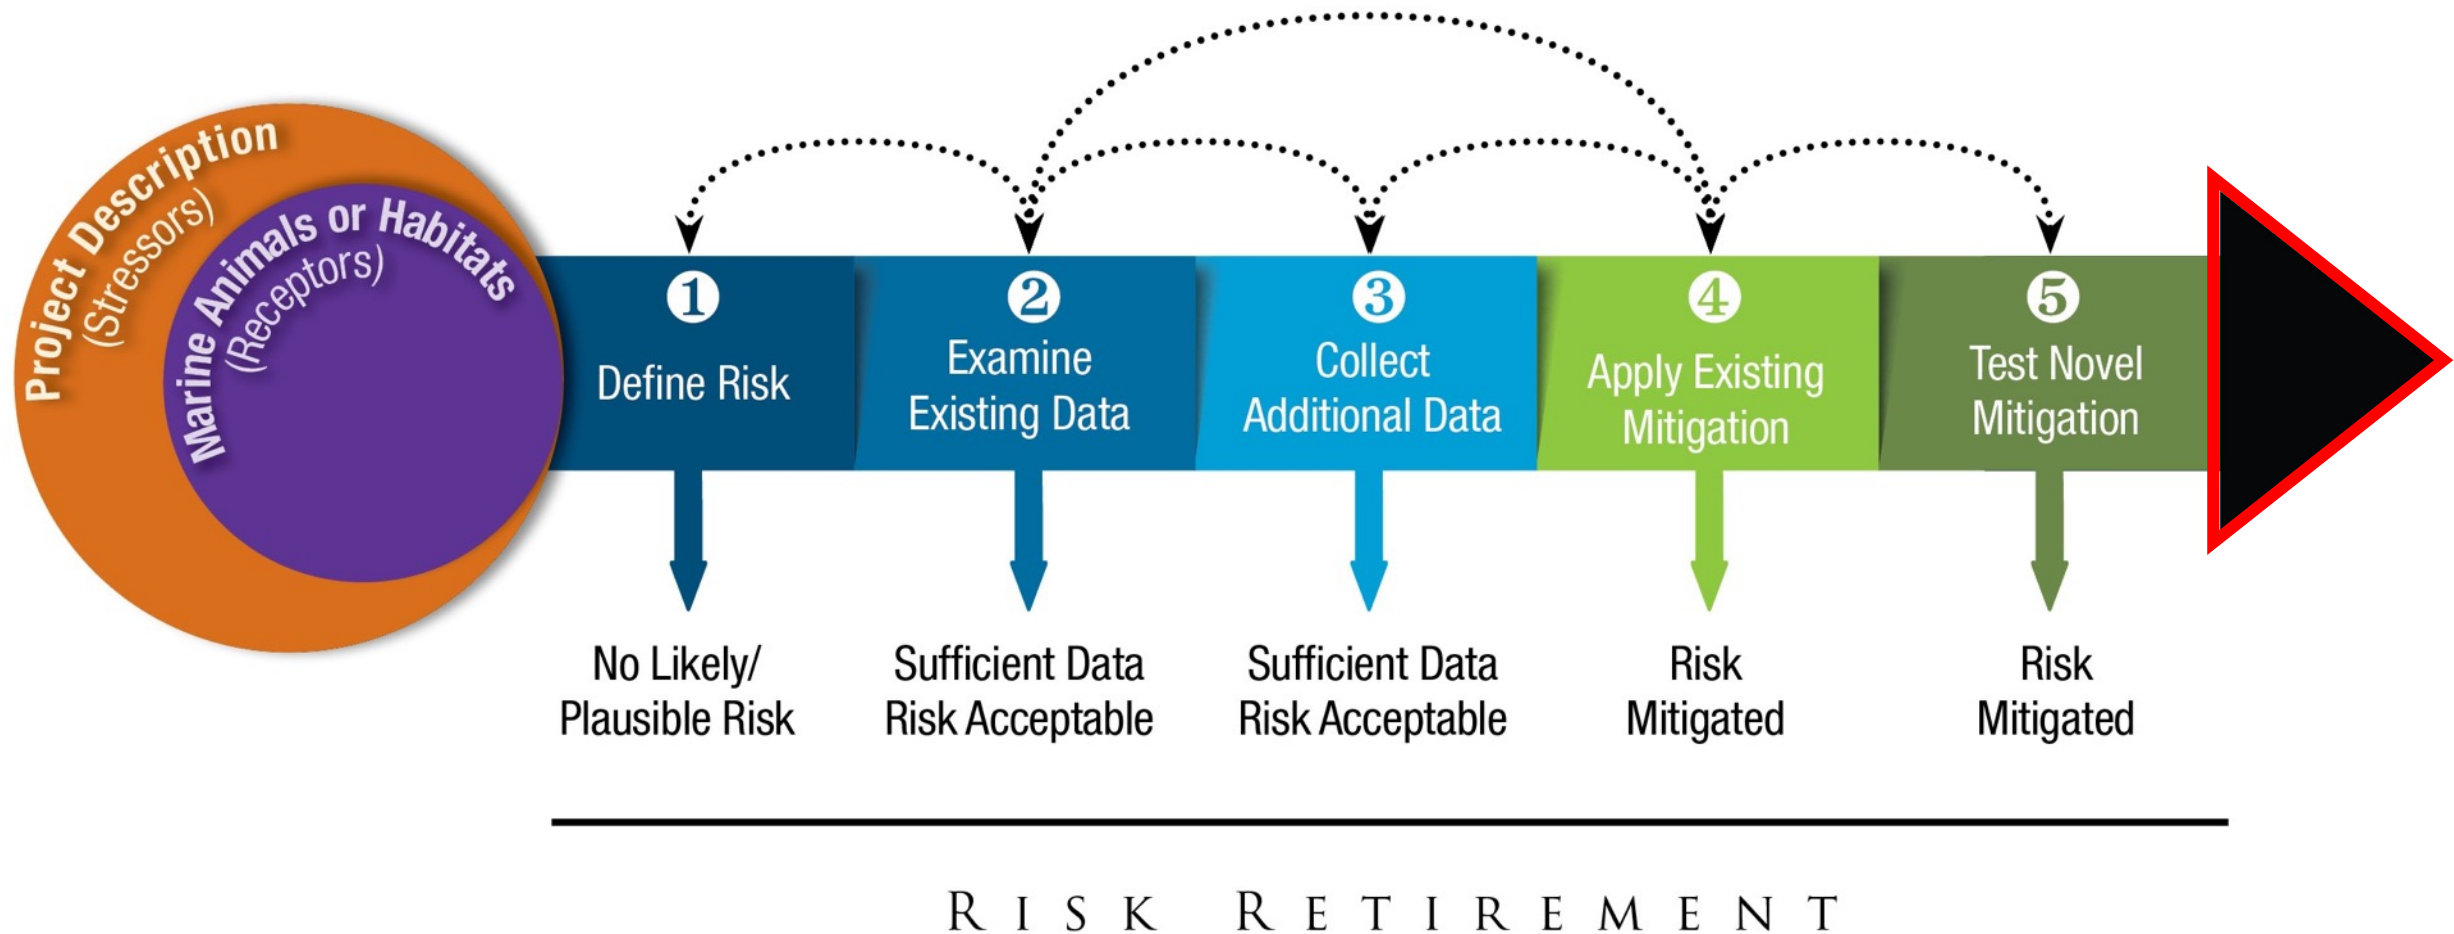 Project Description
(Stressors)
Marine Animals or Habitats
(Receptors)
1
Define Risk
2
Examine
Existing Data
3
Collect
Additional Data
4
Apply Existing
Mitigation
5
Test Novel
Mitigation
No Likely/
Plausible Risk
Sufficient Data
Risk Acceptable
Sufficient Data
Risk Acceptable
Risk
Mitigated
Risk
Mitigated
RISK RETIREMENT